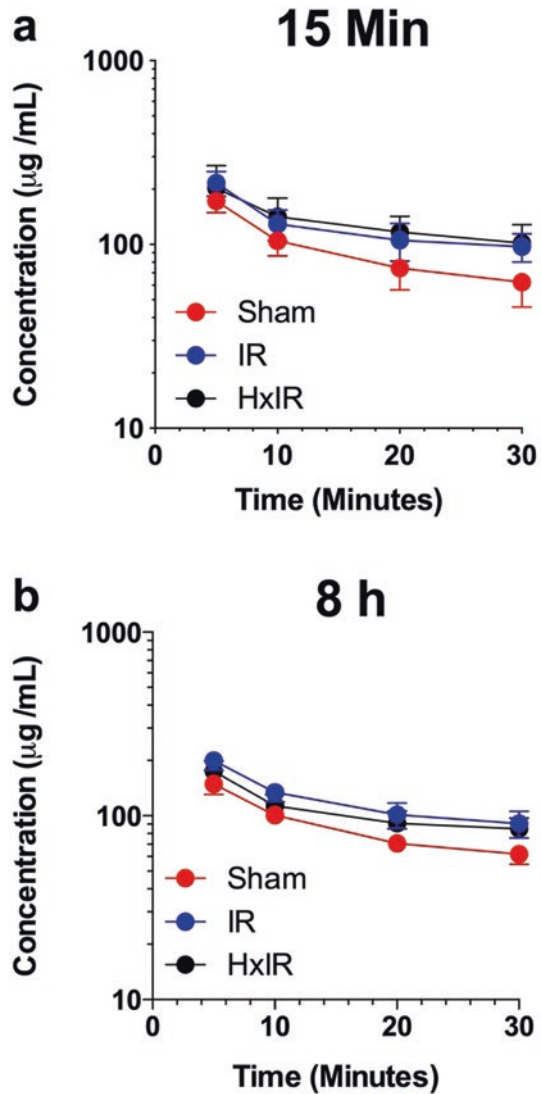 a
15 Min
Concentration (μg /mL)
1000
100
10
Sham
IR
HxIR
0 10 20 30
Time (Minutes)
b
8 h
Concentration (μg /mL)
1000
100
10
Sham
IR
HxIR
0 10 20 30
Time (Minutes)